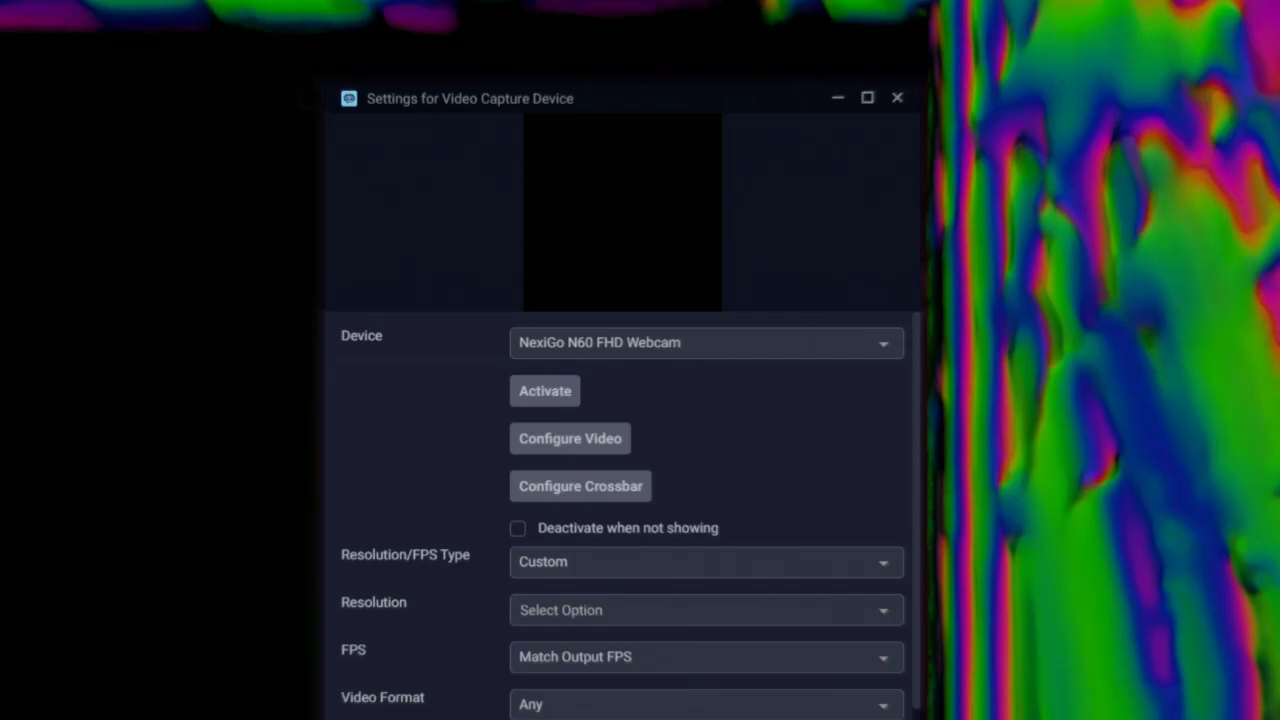 Settings for Video Capture Device
Device
NexiGo N60 FHD Webcam
Activate
Configure Video
Configure Crossbar
Deactivate when not showing
Resolution/FPS Type
Custom
Resolution
Select Option
FPS
Match Output FPS
Video Format
Any